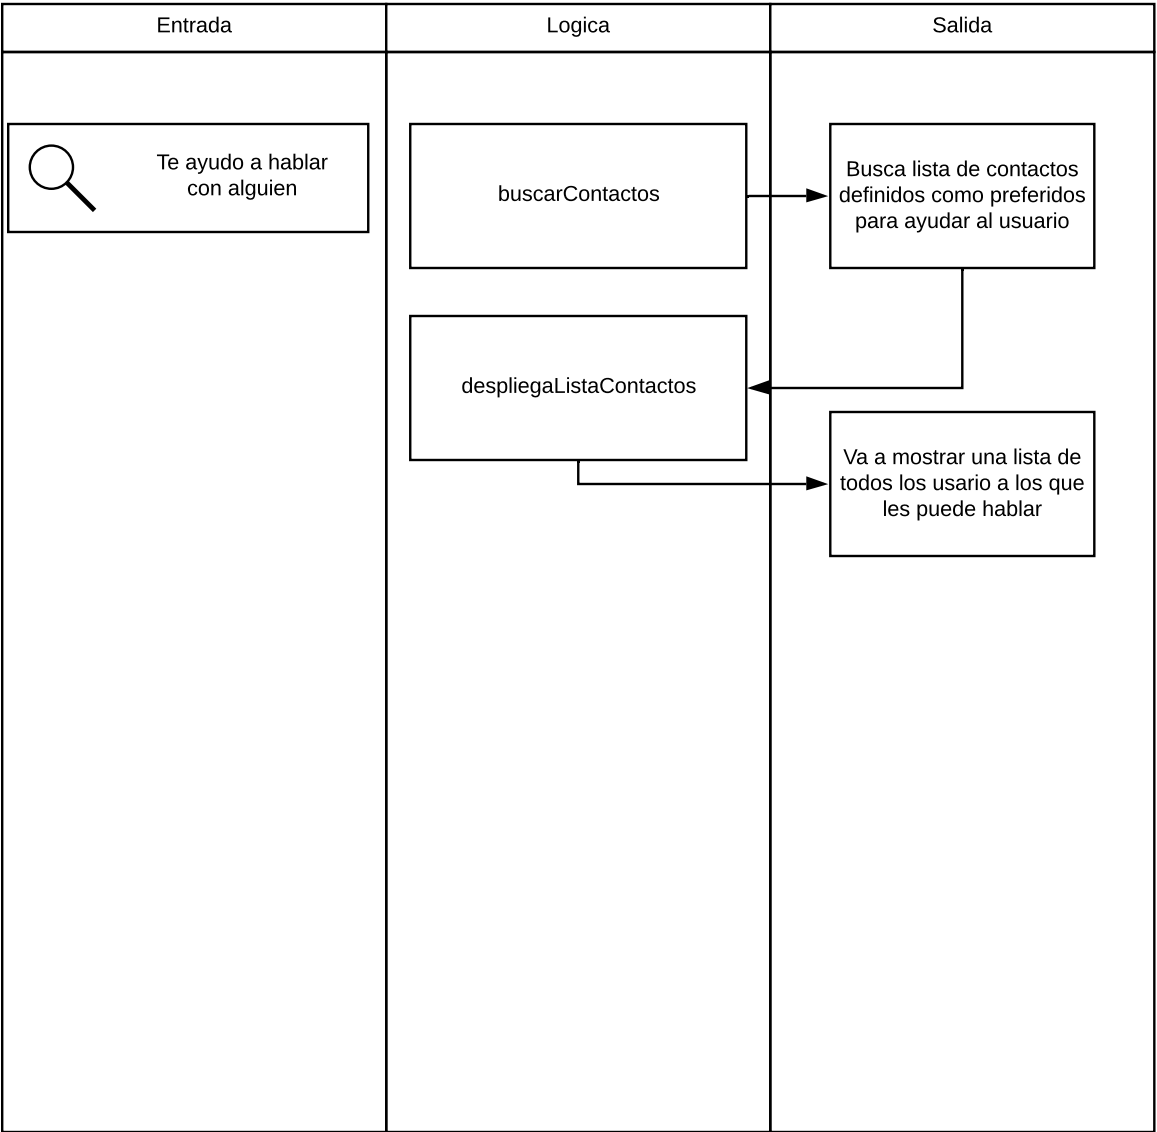 Entrada
Logica
Salida
Te ayudo a hablar
con alguien
buscarContactos
Busca lista de contactos
definidos como preferidos
para ayudar al usuario
despliegaListaContactos
Va a mostrar una lista de
todos los usario a los que
les puede hablar